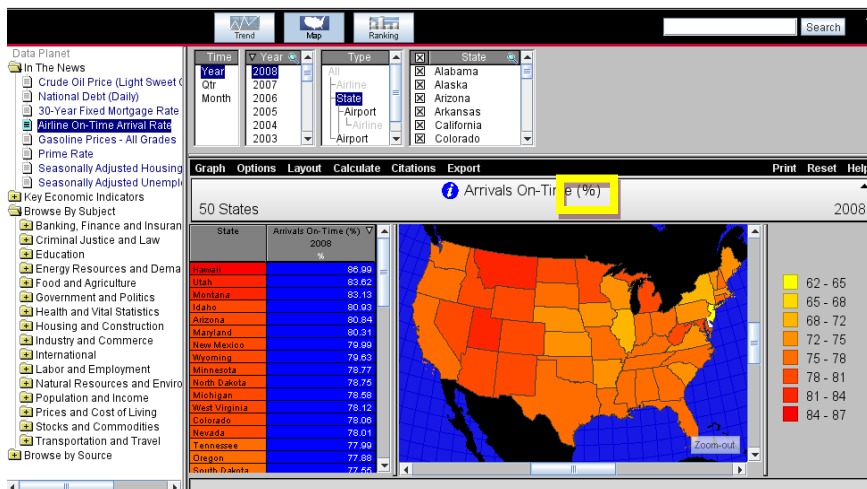 Trend Map Ranking Search
Data Planet
In The News
Crude Oil Price (Light Sweet C
National Debt (Daily)
30-Year Fixed Mortgage Rate
Airline On-Time Arrival Rate
Gasoline Prices - All Grades
Prime Rate
Seasonally Adjusted Housing
Seasonally Adjusted Unempl
Key Economic Indicators
Browse By Subject
Banking, Finance and Insuran
Criminal Justice and Law
Education
Energy Resources and Dema
Food and Agriculture
Government and Politics
Health and Vital Statistics
Housing and Construction
Industry and Commerce
International
Labor and Employment
Natural Resources and Enviro
Population and Income
Prices and Cost of Living
Stocks and Commodities
Transportation and Travel
Browse by Source
Time
Year
Qtr
Month
Year
2008
2007
2006
2005
2004
2003
Type
All
Airline
State
Airport
Airline
Airport
State
Alabama
Alaska
Arizona
Arkansas
California
Colorado
Graph Options Layout Calculate Citations Export Print Reset Help
Arrivals On-Time (%)
50 States 2008
State Arrivals On-Time (%)
2008
%
Hawaii 86.99
Utah 83.62
Montana 83.13
Idaho 80.93
Arizona 80.84
Maryland 80.31
New Mexico 79.99
Wyoming 79.63
Minnesota 78.77
North Dakota 78.75
Michigan 78.58
West Virginia 78.12
Colorado 78.06
Nevada 78.01
Tennessee 77.99
Oregon 77.88
South Dakota 77.55
Zoom-out
62 - 65
65 - 68
68 - 72
72 - 75
75 - 78
78 - 81
81 - 84
84 - 87